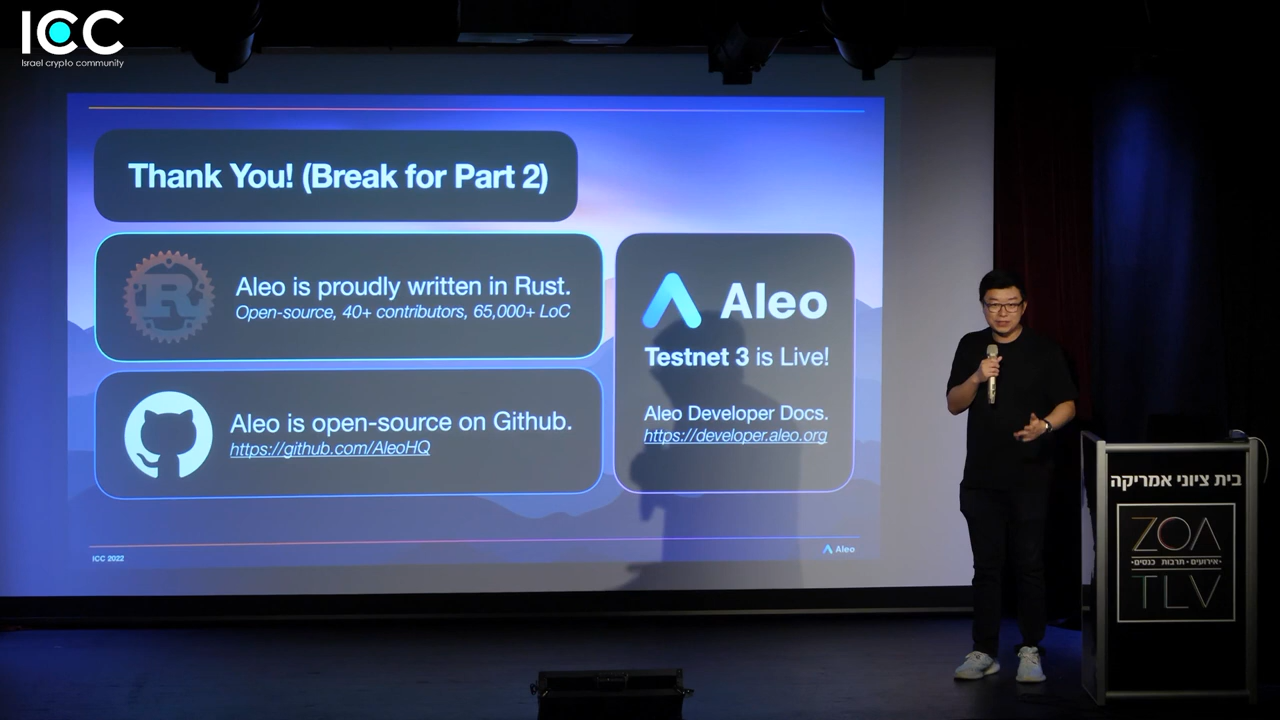 ICC
Israel crypto community
Thank You! (Break for Part 2)
R
Aleo is proudly written in Rust.
Open-source, 40+ contributors, 65,000+ LoC
Aleo is open-source on Github.
https://github.com/AleoHQ
Aleo
Testnet 3 is Live!
Aleo Developer Docs.
https://developer.aleo.org
ICC 2022
Aleo
בית ציוני אמריקה
ZOA
•אירועים • תרבות כנסים•
TLV